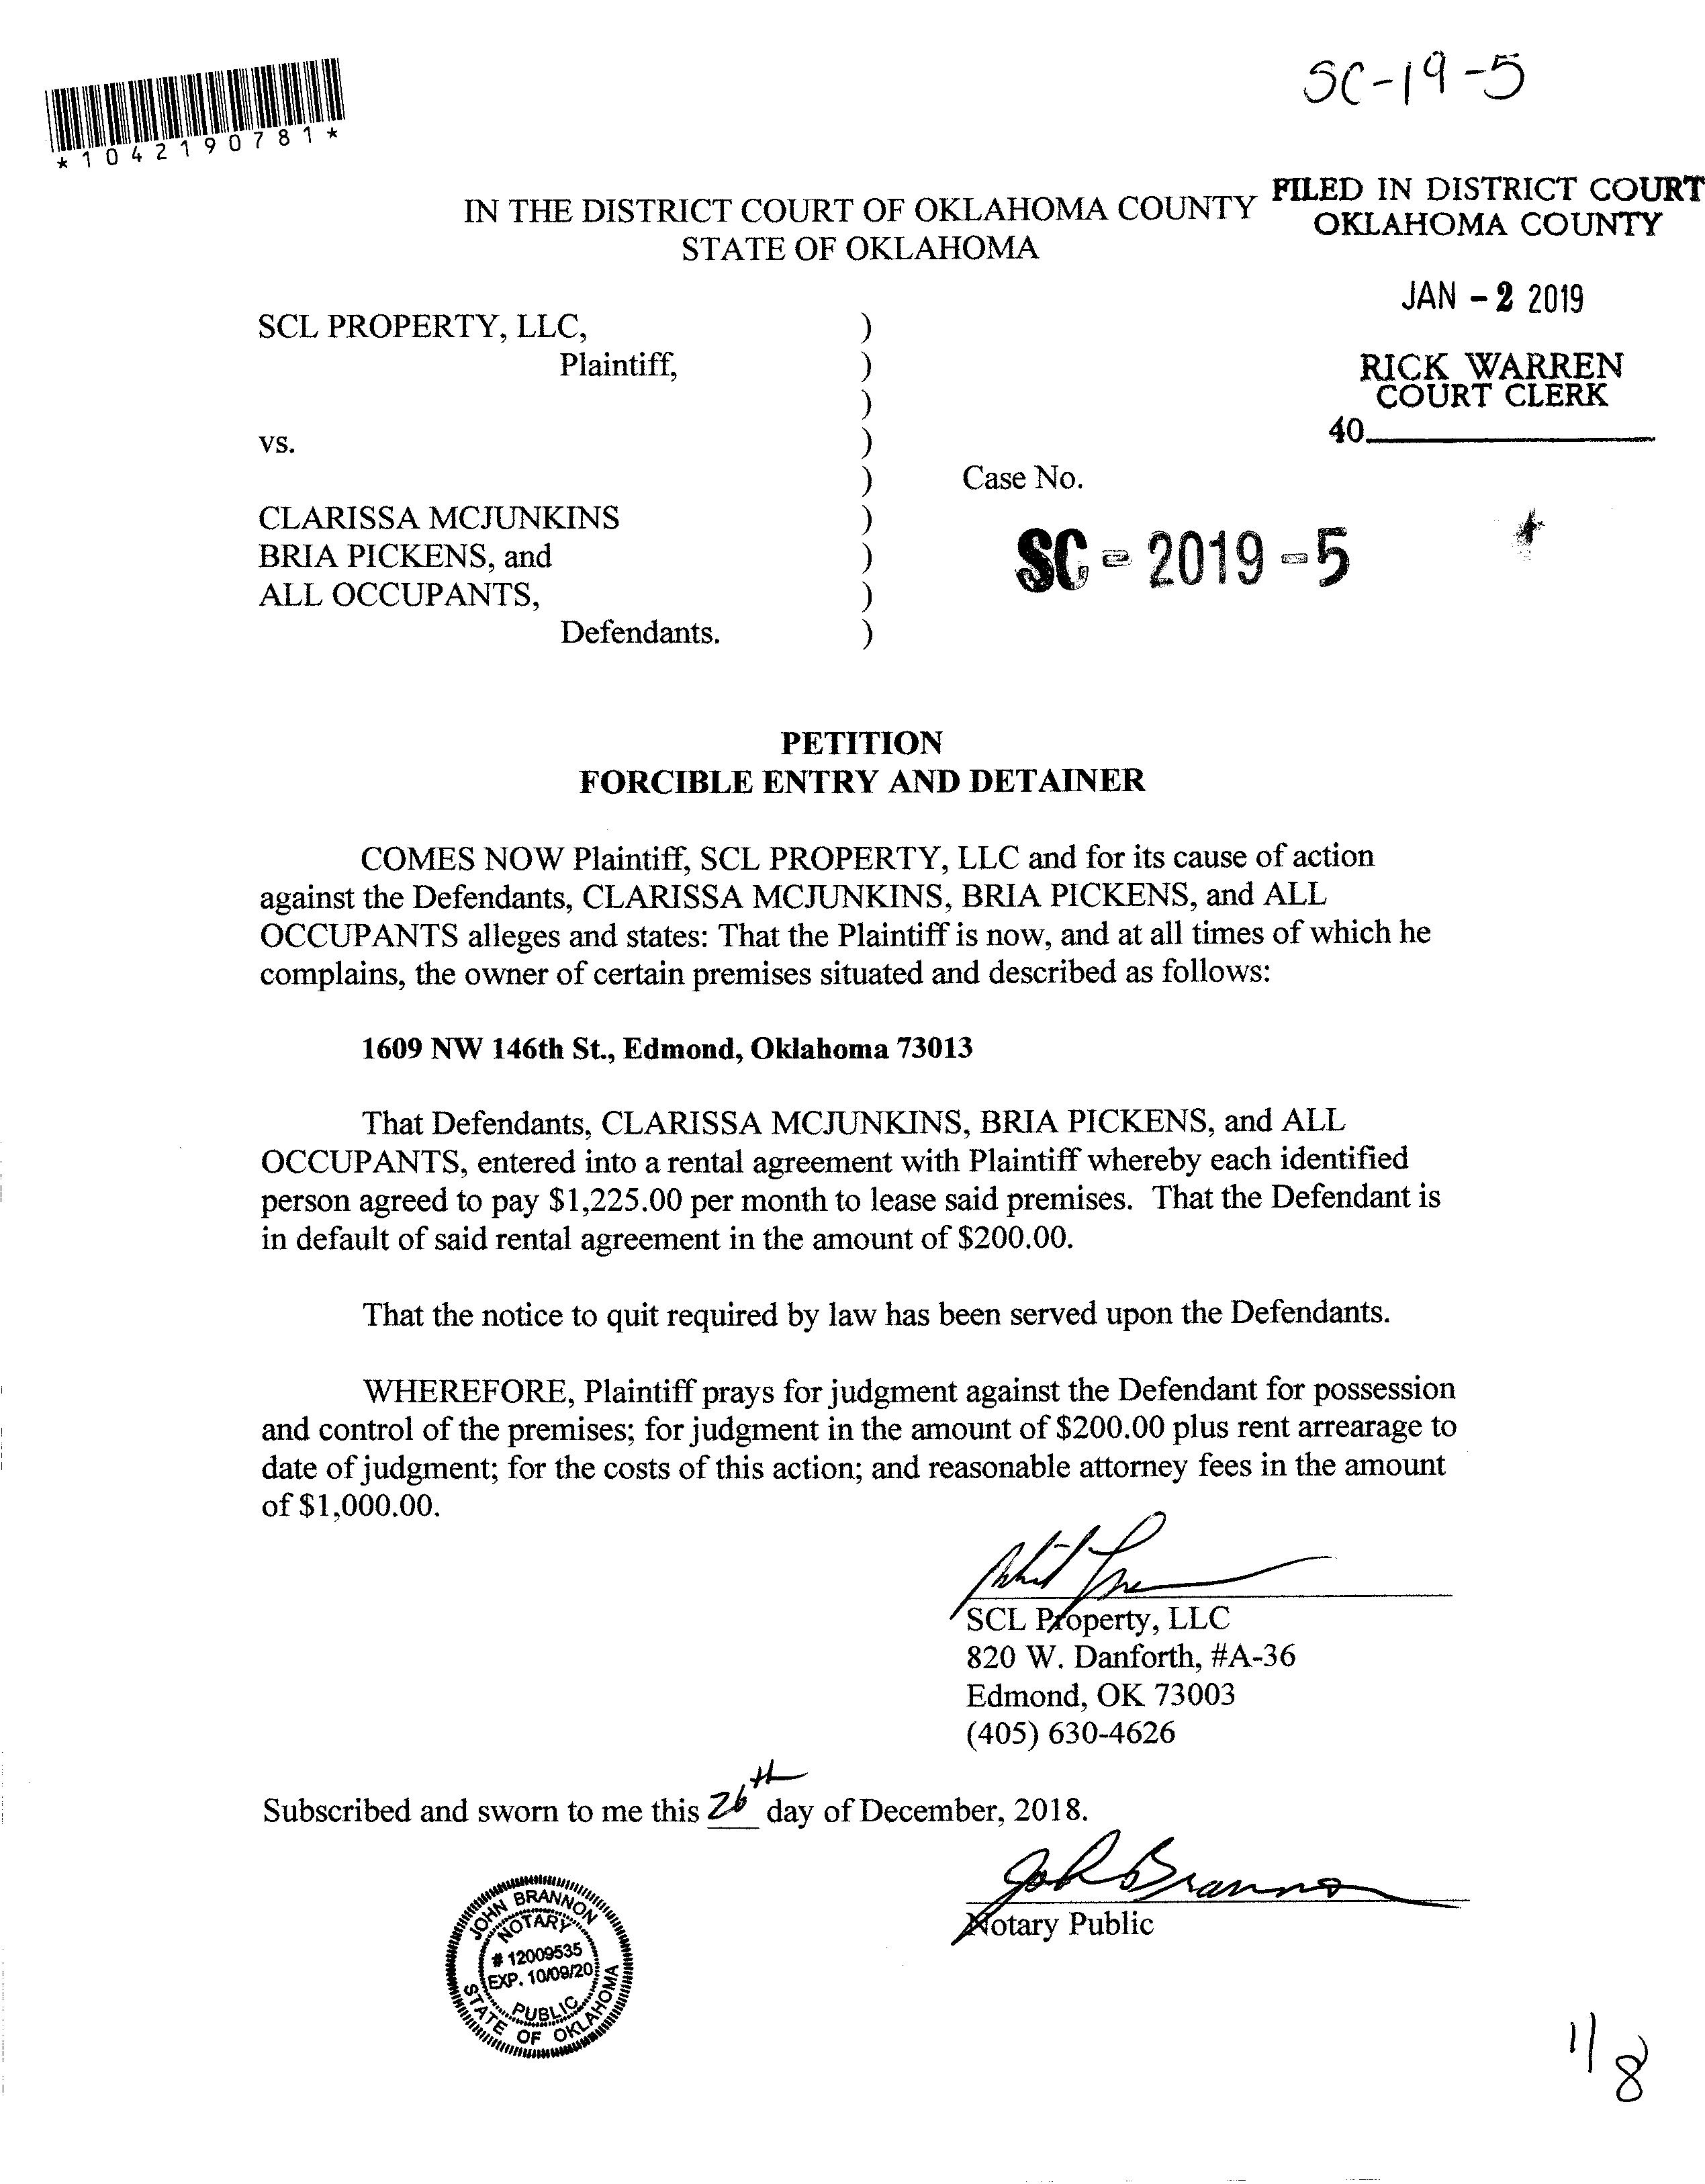 SC-19-5
*1042190781*
FILED IN DISTRICT COURT
OKLAHOMA COUNTY
IN THE DISTRICT COURT OF OKLAHOMA COUNTY
STATE OF OKLAHOMA
JAN - 2 2019
SCL PROPERTY, LLC, )
Plaintiff, )
)
RICK WARREN
COURT CLERK
40
vs. )
) Case No.
CLARISSA MCJUNKINS )
BRIA PICKENS, and )
SC - 2019 - 5
ALL OCCUPANTS, )
Defendants. )
PETITION
FORCIBLE ENTRY AND DETAINER
COMES NOW Plaintiff, SCL PROPERTY, LLC and for its cause of action
against the Defendants, CLARISSA MCJUNKINS, BRIA PICKENS, and ALL
OCCUPANTS alleges and states: That the Plaintiff is now, and at all times of which he
complains, the owner of certain premises situated and described as follows:
1609 NW 146th St., Edmond, Oklahoma 73013
That Defendants, CLARISSA MCJUNKINS, BRIA PICKENS, and ALL
OCCUPANTS, entered into a rental agreement with Plaintiff whereby each identified
person agreed to pay $1,225.00 per month to lease said premises. That the Defendant is
in default of said rental agreement in the amount of $200.00.
That the notice to quit required by law has been served upon the Defendants.
WHEREFORE, Plaintiff prays for judgment against the Defendant for possession
and control of the premises; for judgment in the amount of $200.00 plus rent arrearage to
date of judgment; for the costs of this action; and reasonable attorney fees in the amount
of $1,000.00.
SCL Property, LLC
820 W. Danforth, #A-36
Edmond, OK 73003
(405) 630-4626
Subscribed and sworn to me this 26th day of December, 2018.
John Brannon
Notary Public
JOHN BRANNON
NOTARY
# 12009535
EXP. 10/09/20
PUBLIC
STATE OF OKLAHOMA
1/8